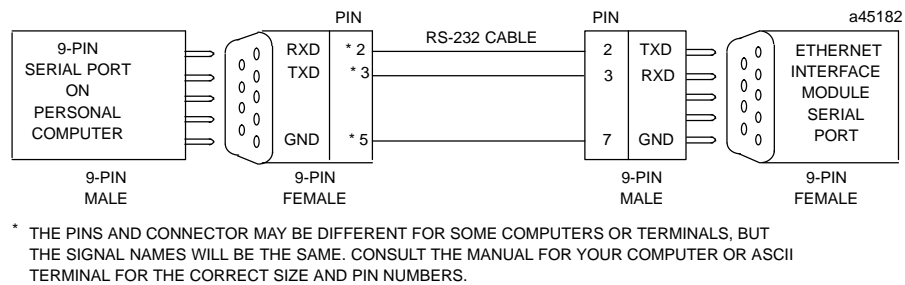 PIN PIN a45182
9-PIN
SERIAL PORT
ON
PERSONAL
COMPUTER
RXD * 2
TXD * 3
GND * 5
RS-232 CABLE
2 TXD
3 RXD
7 GND
ETHERNET
INTERFACE
MODULE
SERIAL
PORT
9-PIN
MALE
9-PIN
FEMALE
9-PIN
MALE
9-PIN
FEMALE
* THE PINS AND CONNECTOR MAY BE DIFFERENT FOR SOME COMPUTERS OR TERMINALS, BUT
THE SIGNAL NAMES WILL BE THE SAME. CONSULT THE MANUAL FOR YOUR COMPUTER OR ASCII
TERMINAL FOR THE CORRECT SIZE AND PIN NUMBERS.